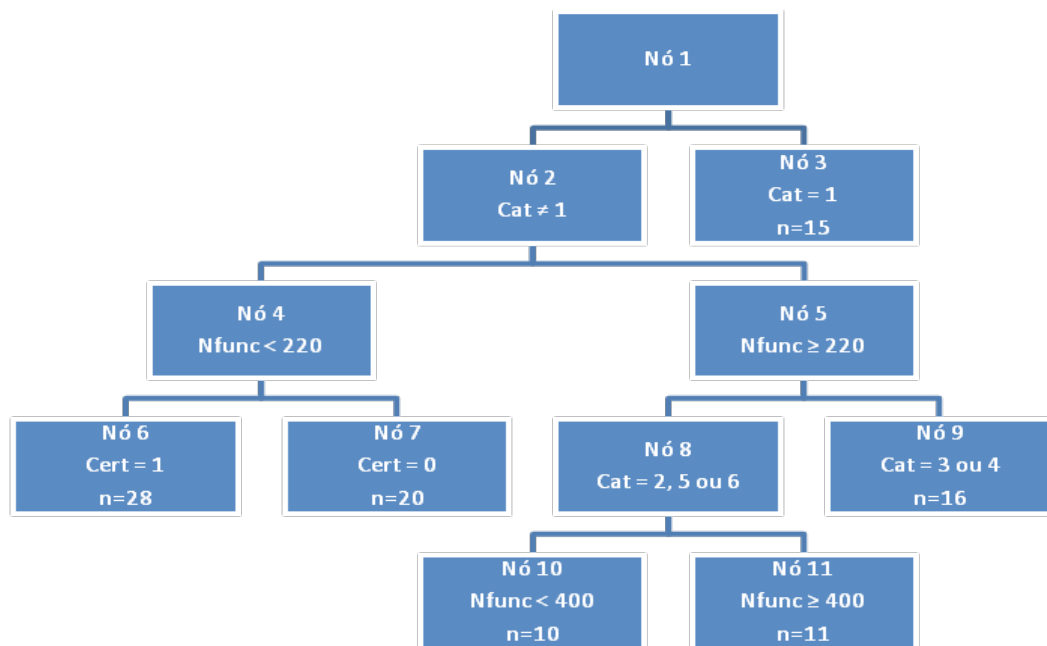 Nó 1
Nó 2
Cat ≠ 1
Nó 3
Cat = 1
n=15
Nó 4
Nfunc < 220
Nó 5
Nfunc ≥ 220
Nó 6
Cert = 1
n=28
Nó 7
Cert = 0
n=20
Nó 8
Cat = 2, 5 ou 6
Nó 9
Cat = 3 ou 4
n=16
Nó 10
Nfunc < 400
n=10
Nó 11
Nfunc ≥ 400
n=11